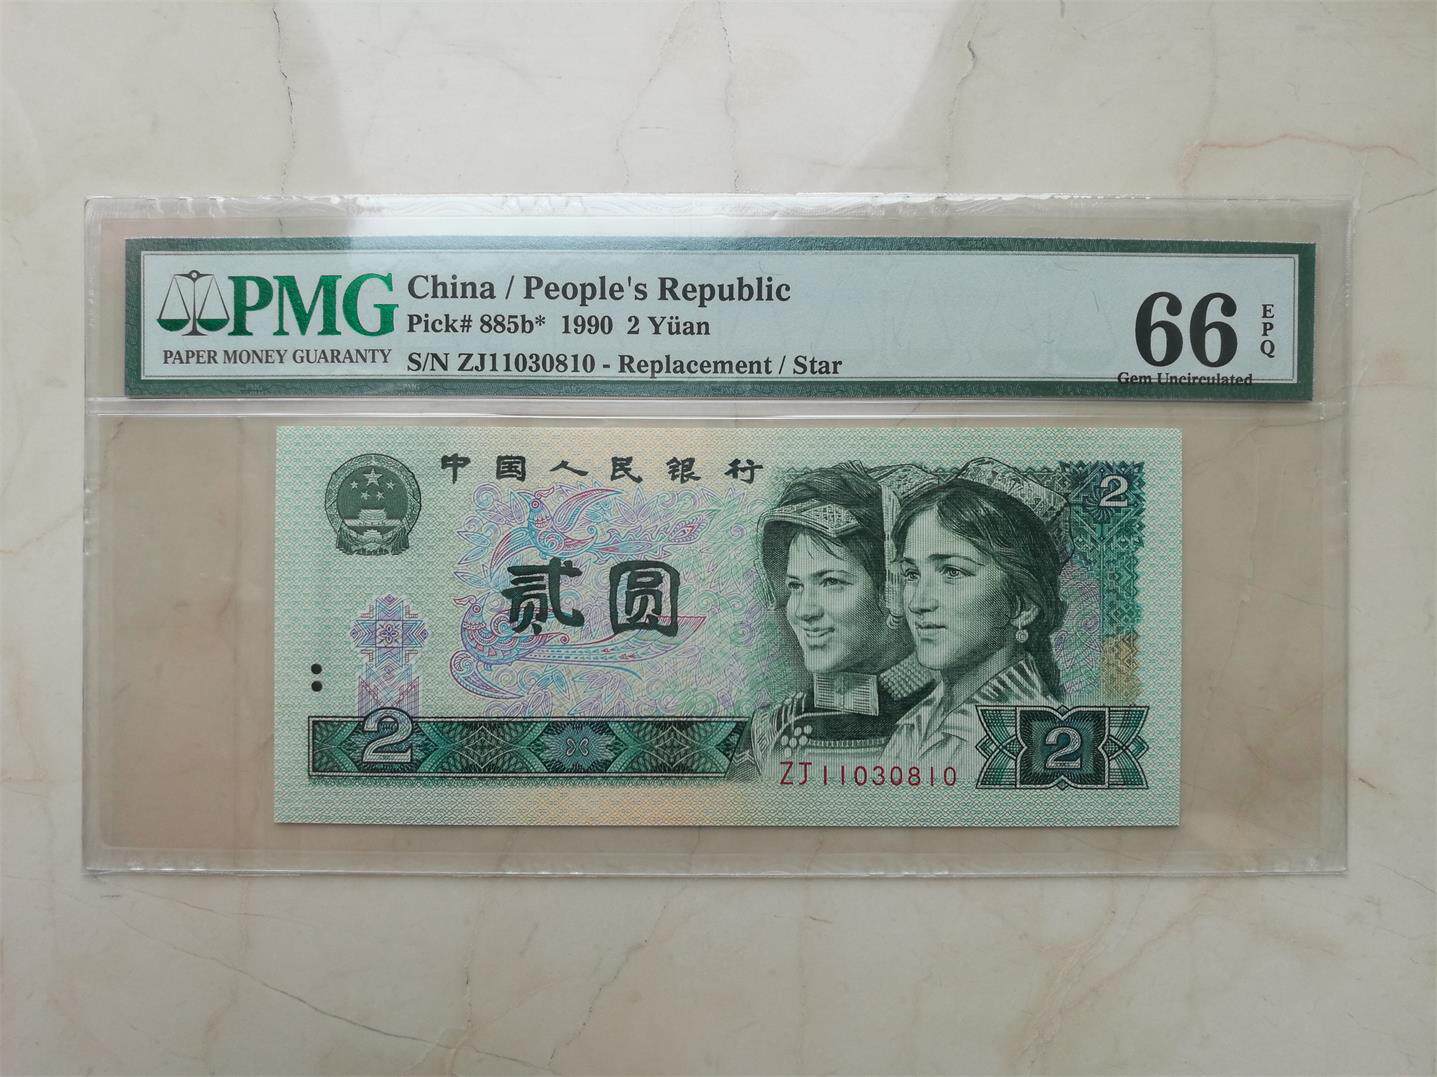 PMG
PAPER MONEY GUARANTY
China / People's Republic
Pick# 885b* 1990 2 Yüan
S/N ZJ11030810 - Replacement / Star
66
EPQ
Gem Uncirculated
中国人民银行
2
贰圆
2
2
ZJ11030810